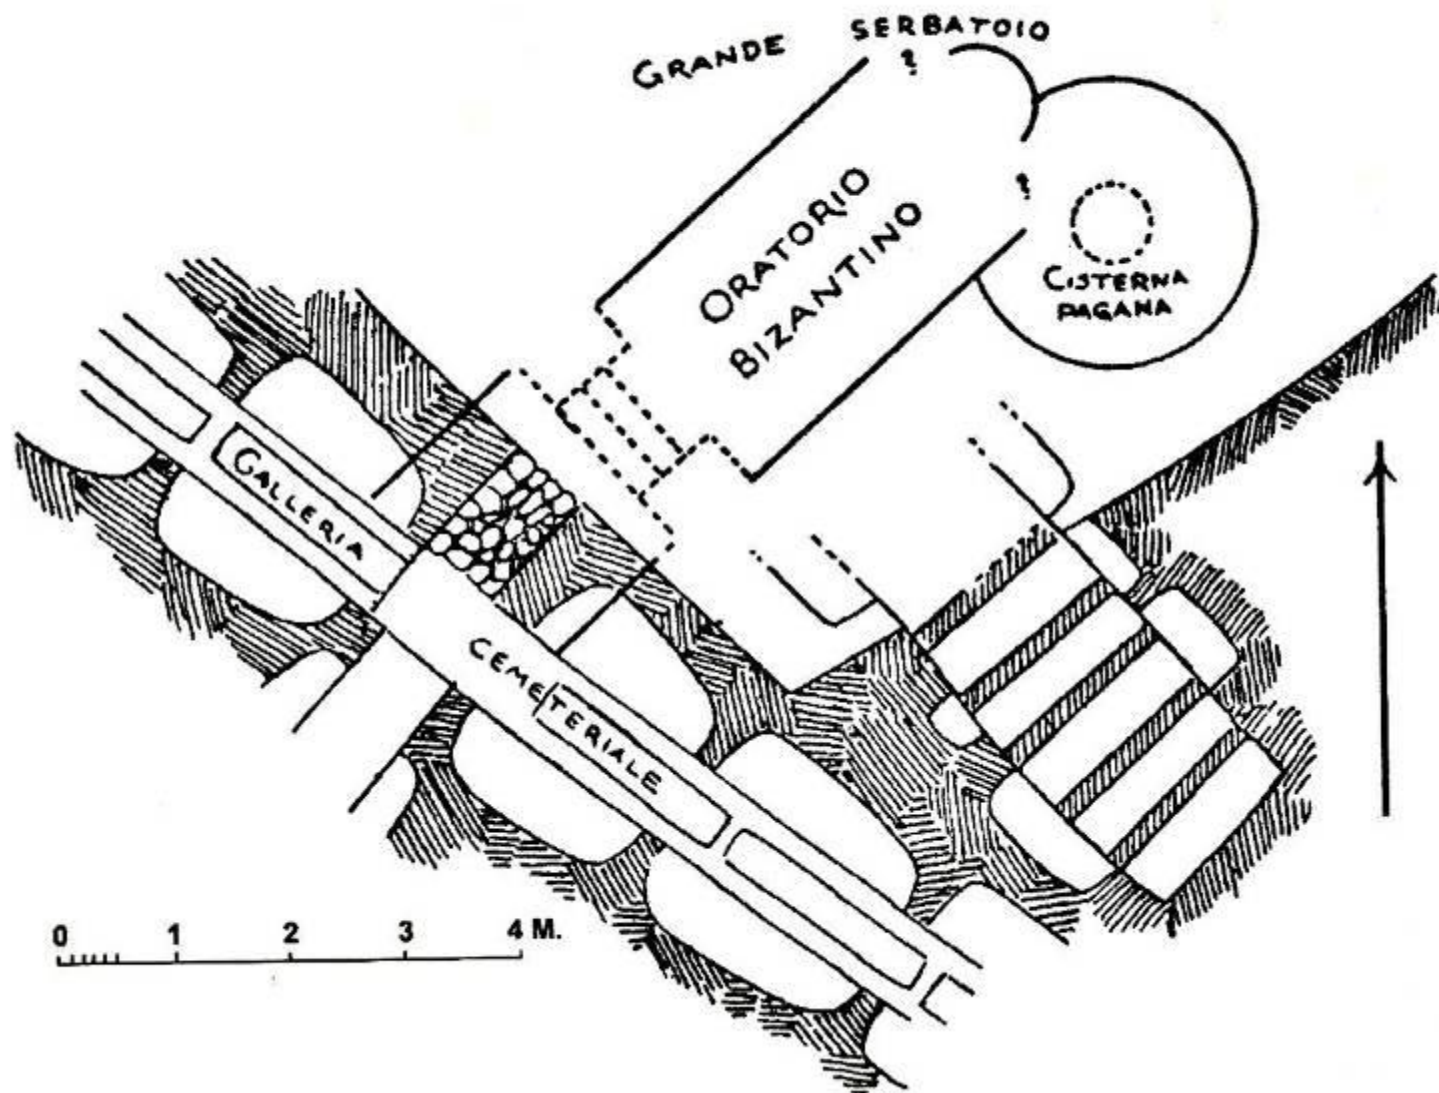 GRANDE SERBATOIO
?
?
ORATORIO
BIZANTINO
CISTERNA
PAGANA
GALLERIA
CEMETERIALE
0 1 2 3 4 M.